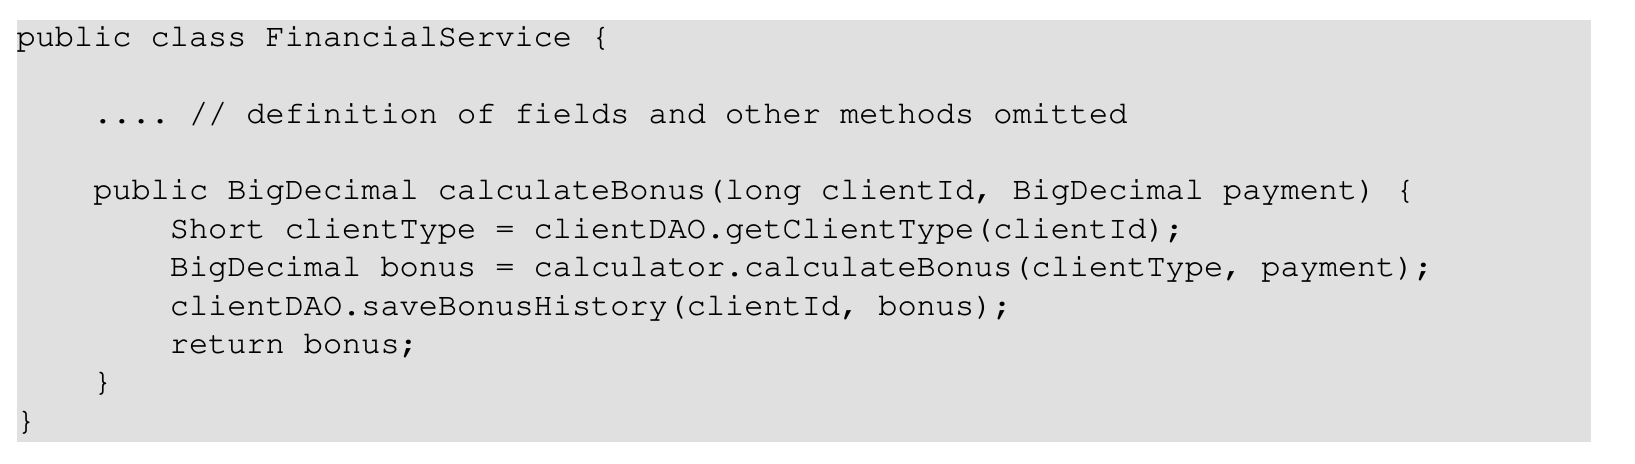 public class FinancialService {
.... // definition of fields and other methods omitted
public BigDecimal calculateBonus(long clientId, BigDecimal payment) {
Short clientType = clientDAO.getClientType(clientId);
BigDecimal bonus = calculator.calculateBonus(clientType, payment);
clientDAO.saveBonusHistory(clientId, bonus);
return bonus;
}
}